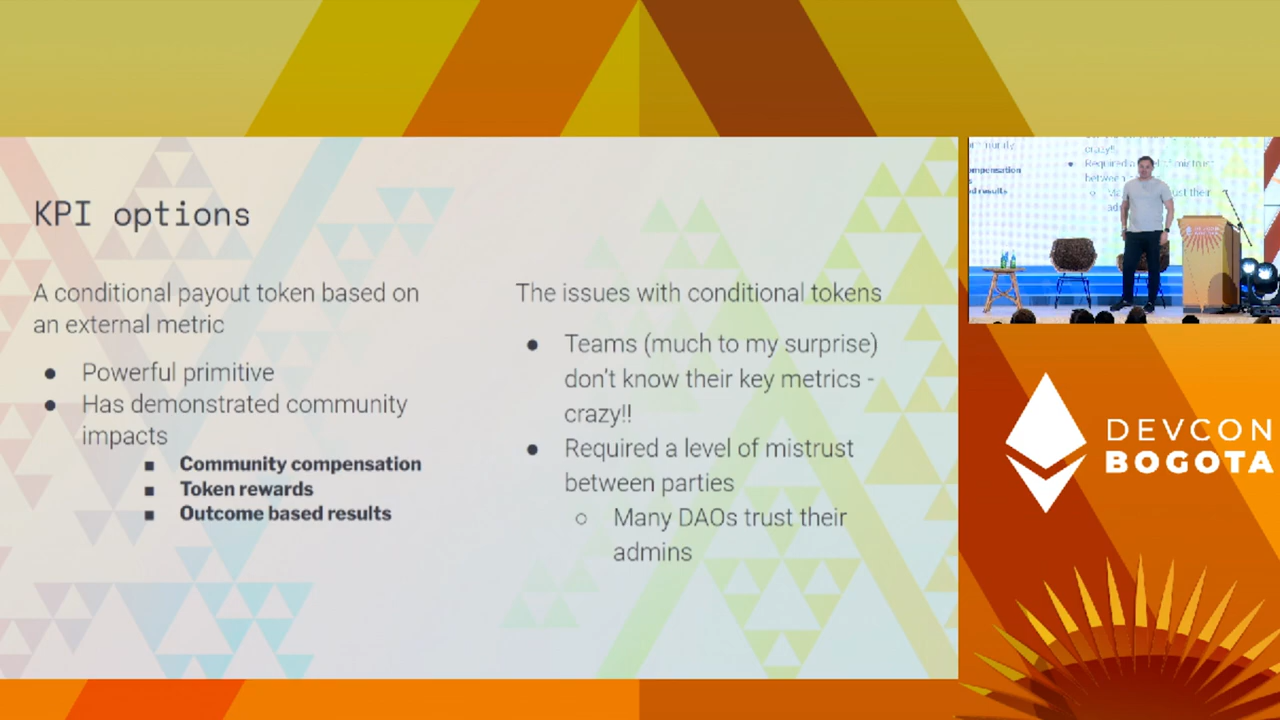 KPI options
A conditional payout token based on
an external metric
● Powerful primitive
● Has demonstrated community
impacts
■ Community compensation
■ Token rewards
■ Outcome based results
The issues with conditional tokens
● Teams (much to my surprise)
don't know their key metrics -
crazy!!
● Required a level of mistrust
between parties
○ Many DAOs trust their
admins
crazy!!
DEVCON
BOGOTA